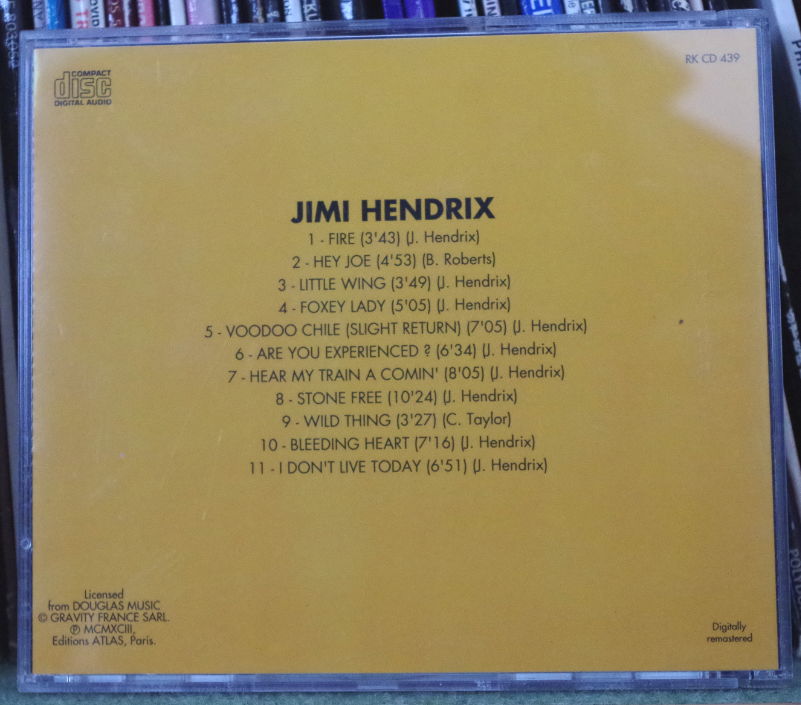 COMPACT
disc
DIGITAL AUDIO
RK CD 439
JIMI HENDRIX
1 - FIRE (3'43) (J. Hendrix)
2 - HEY JOE (4'53) (B. Roberts)
3 - LITTLE WING (3'49) (J. Hendrix)
4 - FOXEY LADY (5'05) (J. Hendrix)
5 - VOODOO CHILE (SLIGHT RETURN) (7'05) (J. Hendrix)
6 - ARE YOU EXPERIENCED ? (6'34) (J. Hendrix)
7 - HEAR MY TRAIN A COMIN' (8'05) (J. Hendrix)
8 - STONE FREE (10'24) (J. Hendrix)
9 - WILD THING (3'27) (C. Taylor)
10 - BLEEDING HEART (7'16) (J. Hendrix)
11 - I DON'T LIVE TODAY (6'51) (J. Hendrix)
Licensed
from DOUGLAS MUSIC
© GRAVITY FRANCE SARL.
℗ MCMXCIII,
Editions ATLAS, Paris.
Digitally
remastered